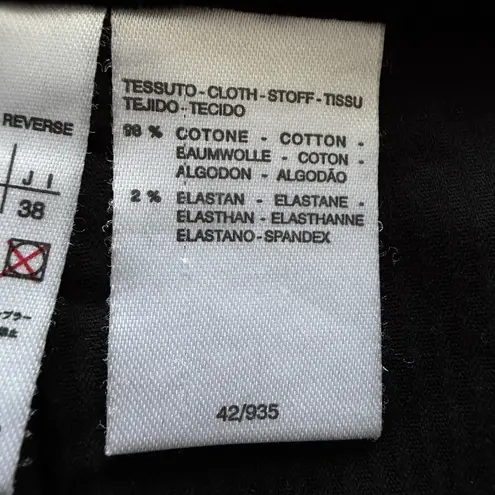 REVERSE
J I
38
TESSUTO-CLOTH-STOFF-TISSU
TEJIDO-TECIDO
98 % COTONE - COTTON -
BAUMWOLLE - COTON -
ALGODON - ALGODÃO
2 % ELASTAN - ELASTANE -
ELASTHAN - ELASTHANNE
ELASTANO-SPANDEX
42/935